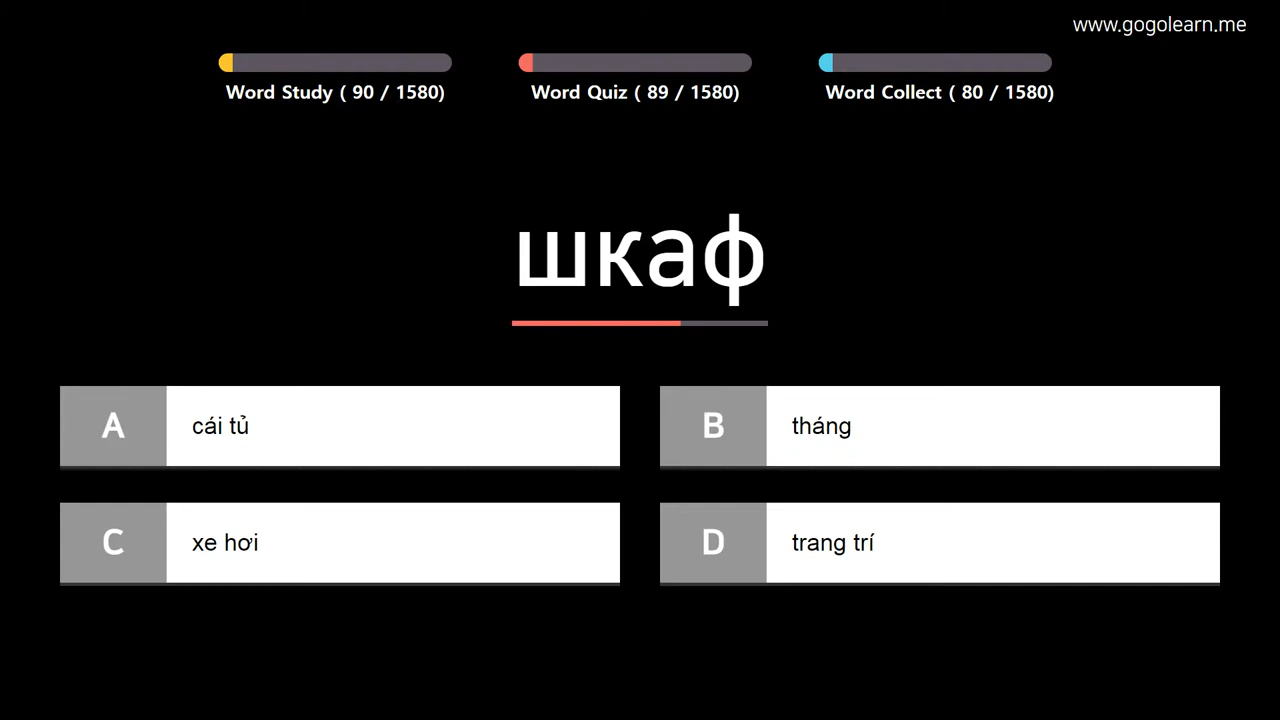 www.gogolearn.me
Word Study ( 90 / 1580)
Word Quiz ( 89 / 1580)
Word Collect ( 80 / 1580)
шкаф
A cái tủ
B tháng
C xe hơi
D trang trí